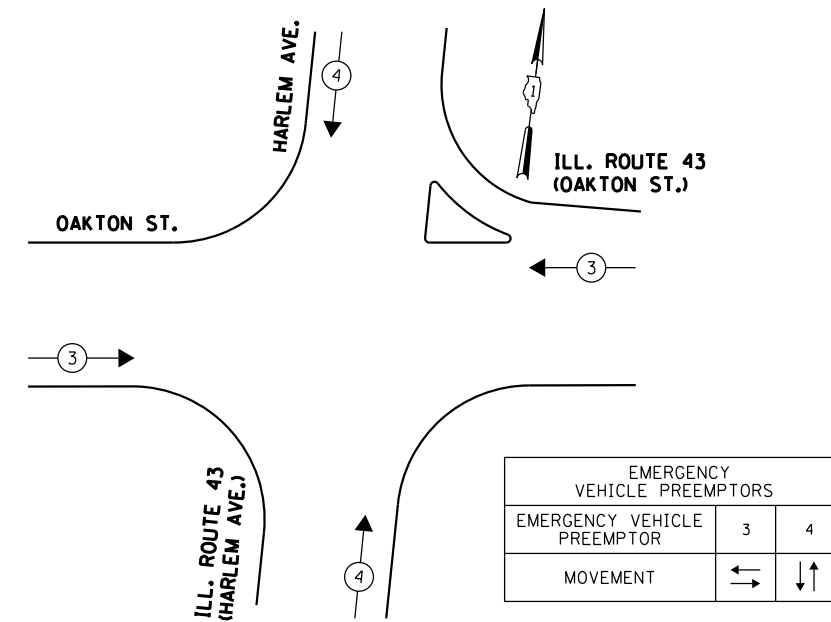 HARLEM AVE.
4
1
ILL. ROUTE 43
(OAKTON ST.)
OAKTON ST.
3
3
ILL. ROUTE 43
(HARLEM AVE.)
4
EMERGENCY
VEHICLE PREEMPTORS
EMERGENCY VEHICLE
PREEMPTOR
3
4
MOVEMENT